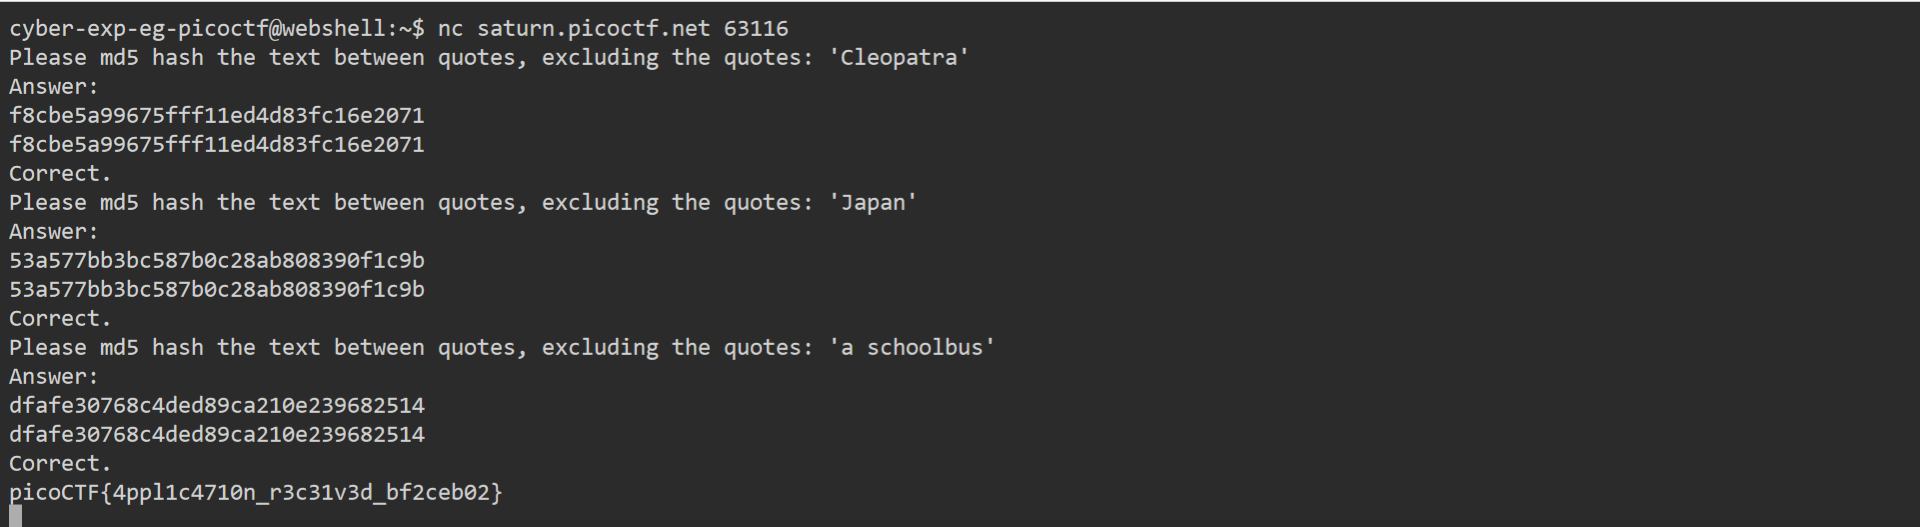 cyber-exp-eg-picoctf@webshell:~$ nc saturn.picoctf.net 63116
Please md5 hash the text between quotes, excluding the quotes: 'Cleopatra'
Answer:
f8cbe5a99675fff11ed4d83fc16e2071
f8cbe5a99675fff11ed4d83fc16e2071
Correct.
Please md5 hash the text between quotes, excluding the quotes: 'Japan'
Answer:
53a577bb3bc587b0c28ab808390f1c9b
53a577bb3bc587b0c28ab808390f1c9b
Correct.
Please md5 hash the text between quotes, excluding the quotes: 'a schoolbus'
Answer:
dfafe30768c4ded89ca210e239682514
dfafe30768c4ded89ca210e239682514
Correct.
picoCTF{4ppl1c4710n_r3c31v3d_bf2ceb02}